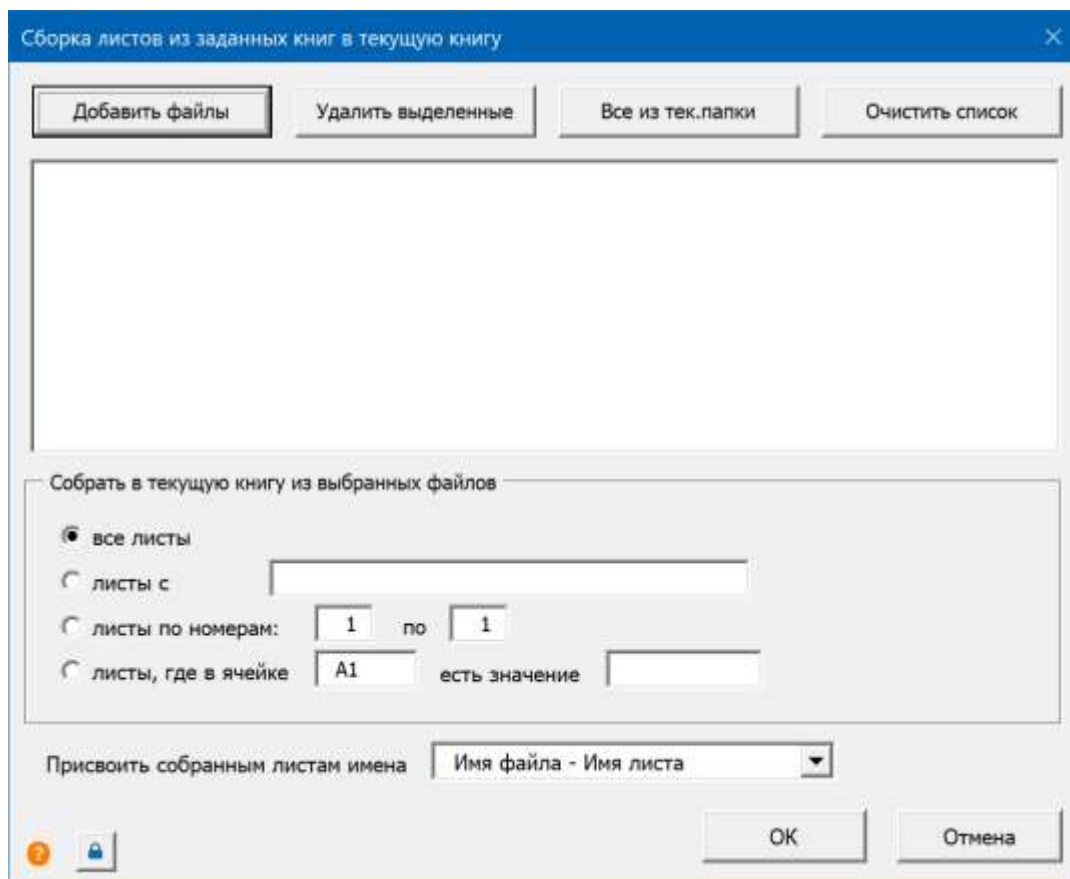 Сборка листов из заданных книг в текущую книгу
Добавить файлы Удалить выделенные Все из тек.папки Очистить список
Собрать в текущую книгу из выбранных файлов
все листы
листы с
листы по номерам: 1 по 1
листы, где в ячейке A1 есть значение
Присвоить собранным листам имена Имя файла - Имя листа
ОК Отмена
?